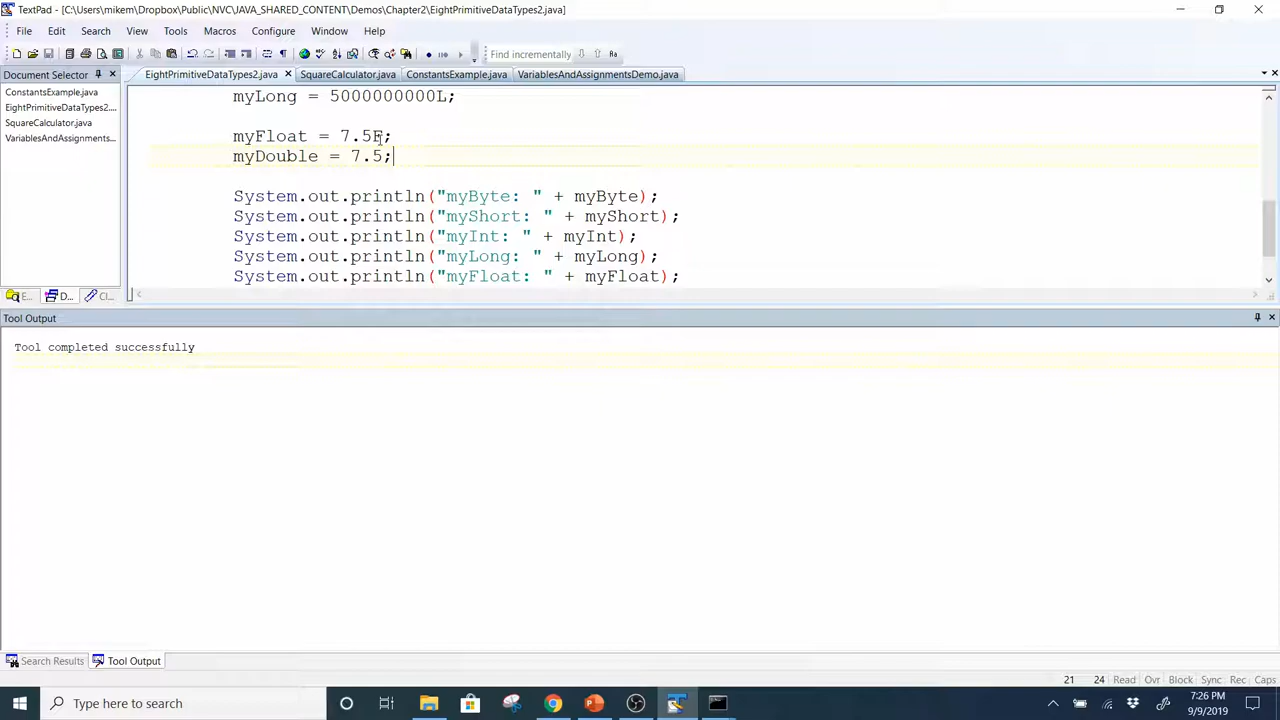 TextPad - [C:\Users\mikem\Dropbox\Public\NVC\JAVA_SHARED_CONTENT\Demos\Chapter2\EightPrimitiveDataTypes2.java]
File Edit Search View Tools Macros Configure Window Help
Find incrementally
Document Selector
EightPrimitiveDataTypes2.java SquareCalculator.java ConstantsExample.java VariablesAndAssignmentsDemo.java
ConstantsExample.java
EightPrimitiveDataTypes2....
SquareCalculator.java
VariablesAndAssignments...
myLong = 5000000000L;
myFloat = 7.5F;
myDouble = 7.5;
System.out.println("myByte: " + myByte);
System.out.println("myShort: " + myShort);
System.out.println("myInt: " + myInt);
System.out.println("myLong: " + myLong);
System.out.println("myFloat: " + myFloat);
E... D... Cl...
Tool Output
Tool completed successfully
Search Results Tool Output
21 24 Read Ovr Block Sync Rec Caps
Type here to search
7:26 PM
9/9/2019